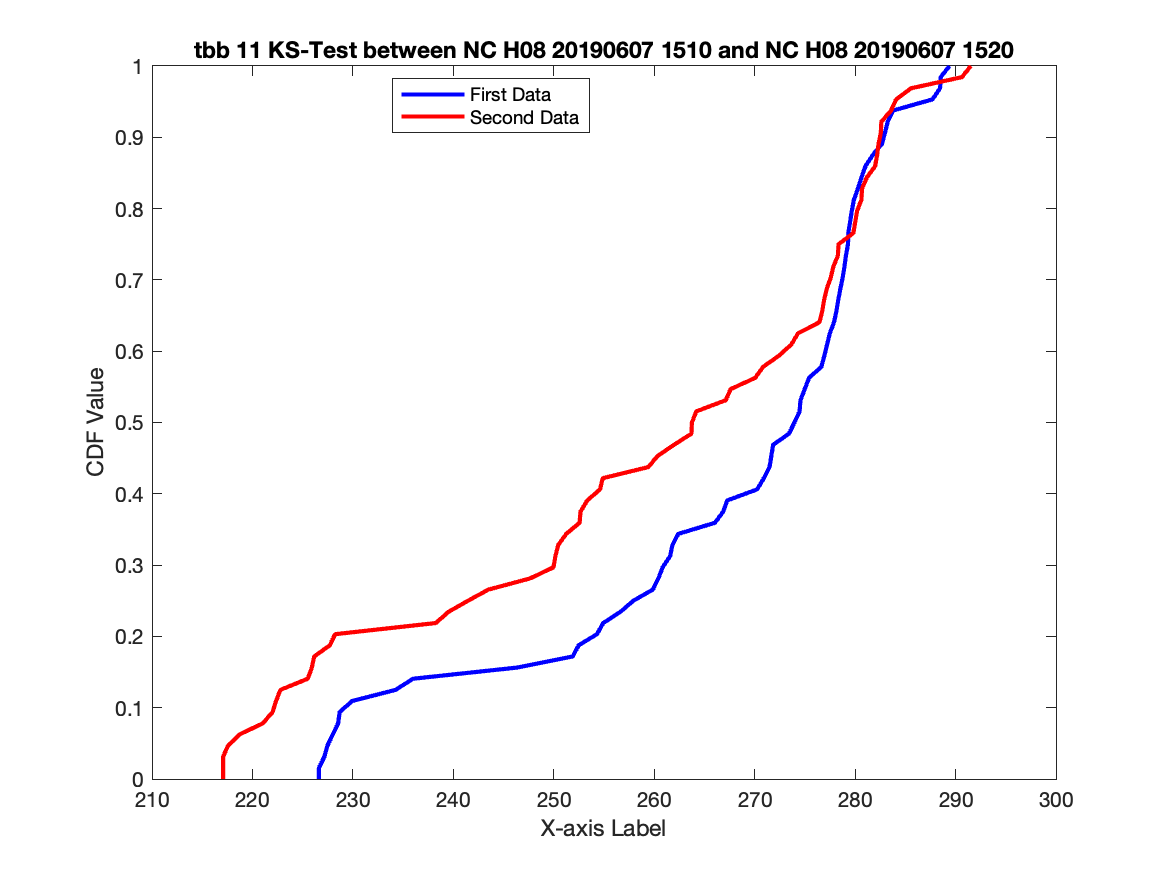 tbb 11 KS-Test between NC H08 20190607 1510 and NC H08 20190607 1520
First Data
Second Data
1
0.9
0.8
0.7
0.6
0.5
0.4
0.3
0.2
0.1
0
CDF Value
210 220 230 240 250 260 270 280 290 300
X-axis Label